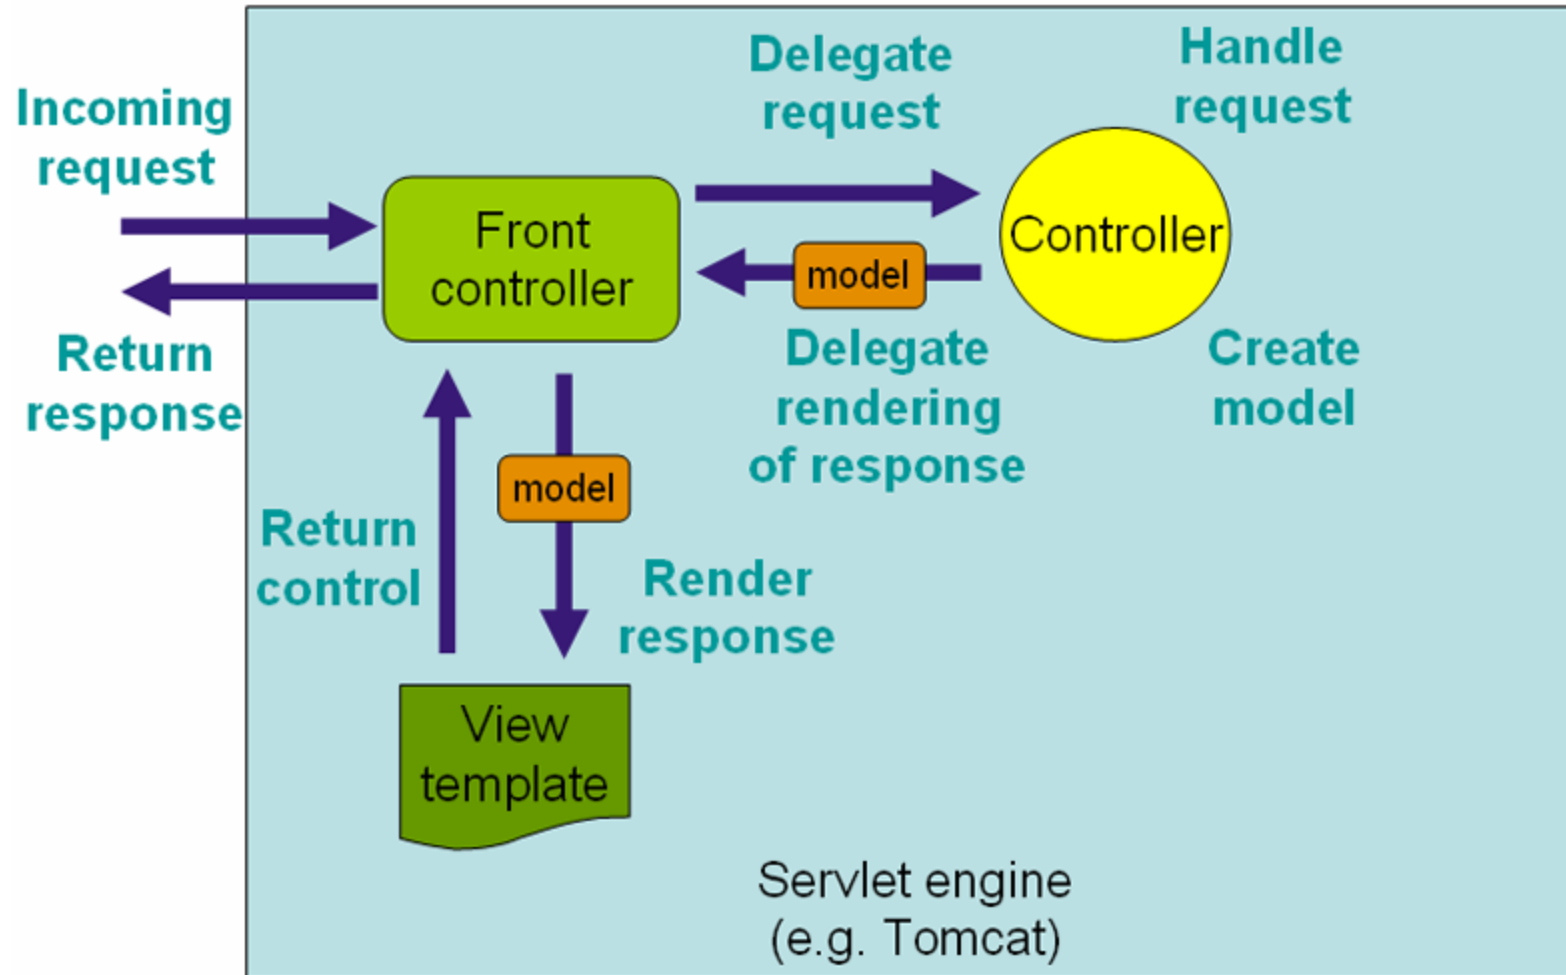 Incoming
request
Return
response
Delegate
request
Handle
request
Front
controller
Controller
model
Delegate
rendering
of response
Create
model
Return
control
model
Render
response
View
template
Servlet engine
(e.g. Tomcat)